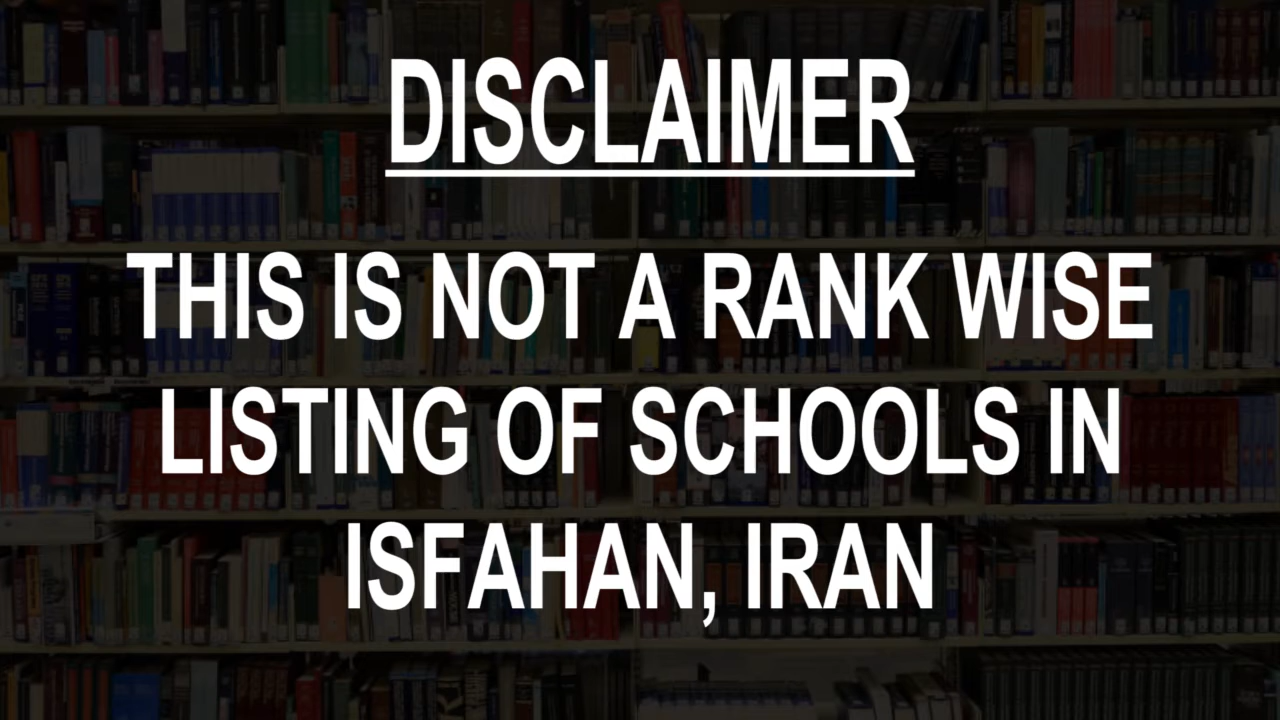 DISCLAIMER
THIS IS NOT A RANK WISE
LISTING OF SCHOOLS IN
ISFAHAN, IRAN